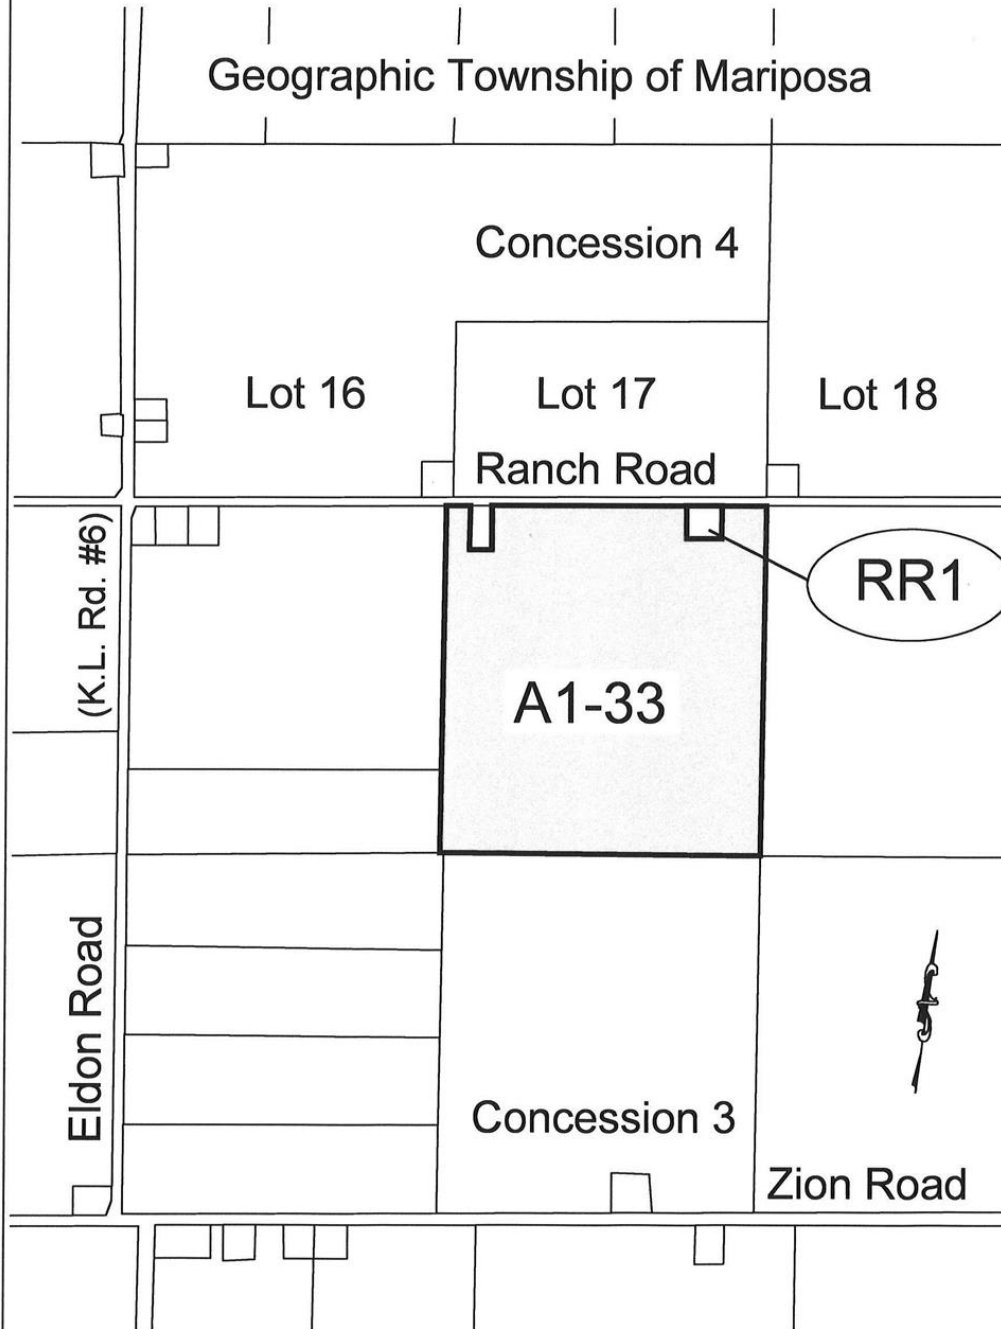 Geographic Township of Mariposa
Concession 4
Lot 16
Lot 17
Lot 18
Ranch Road
(K.L. Rd. #6)
RR1
A1-33
Eldon Road
Concession 3
Zion Road